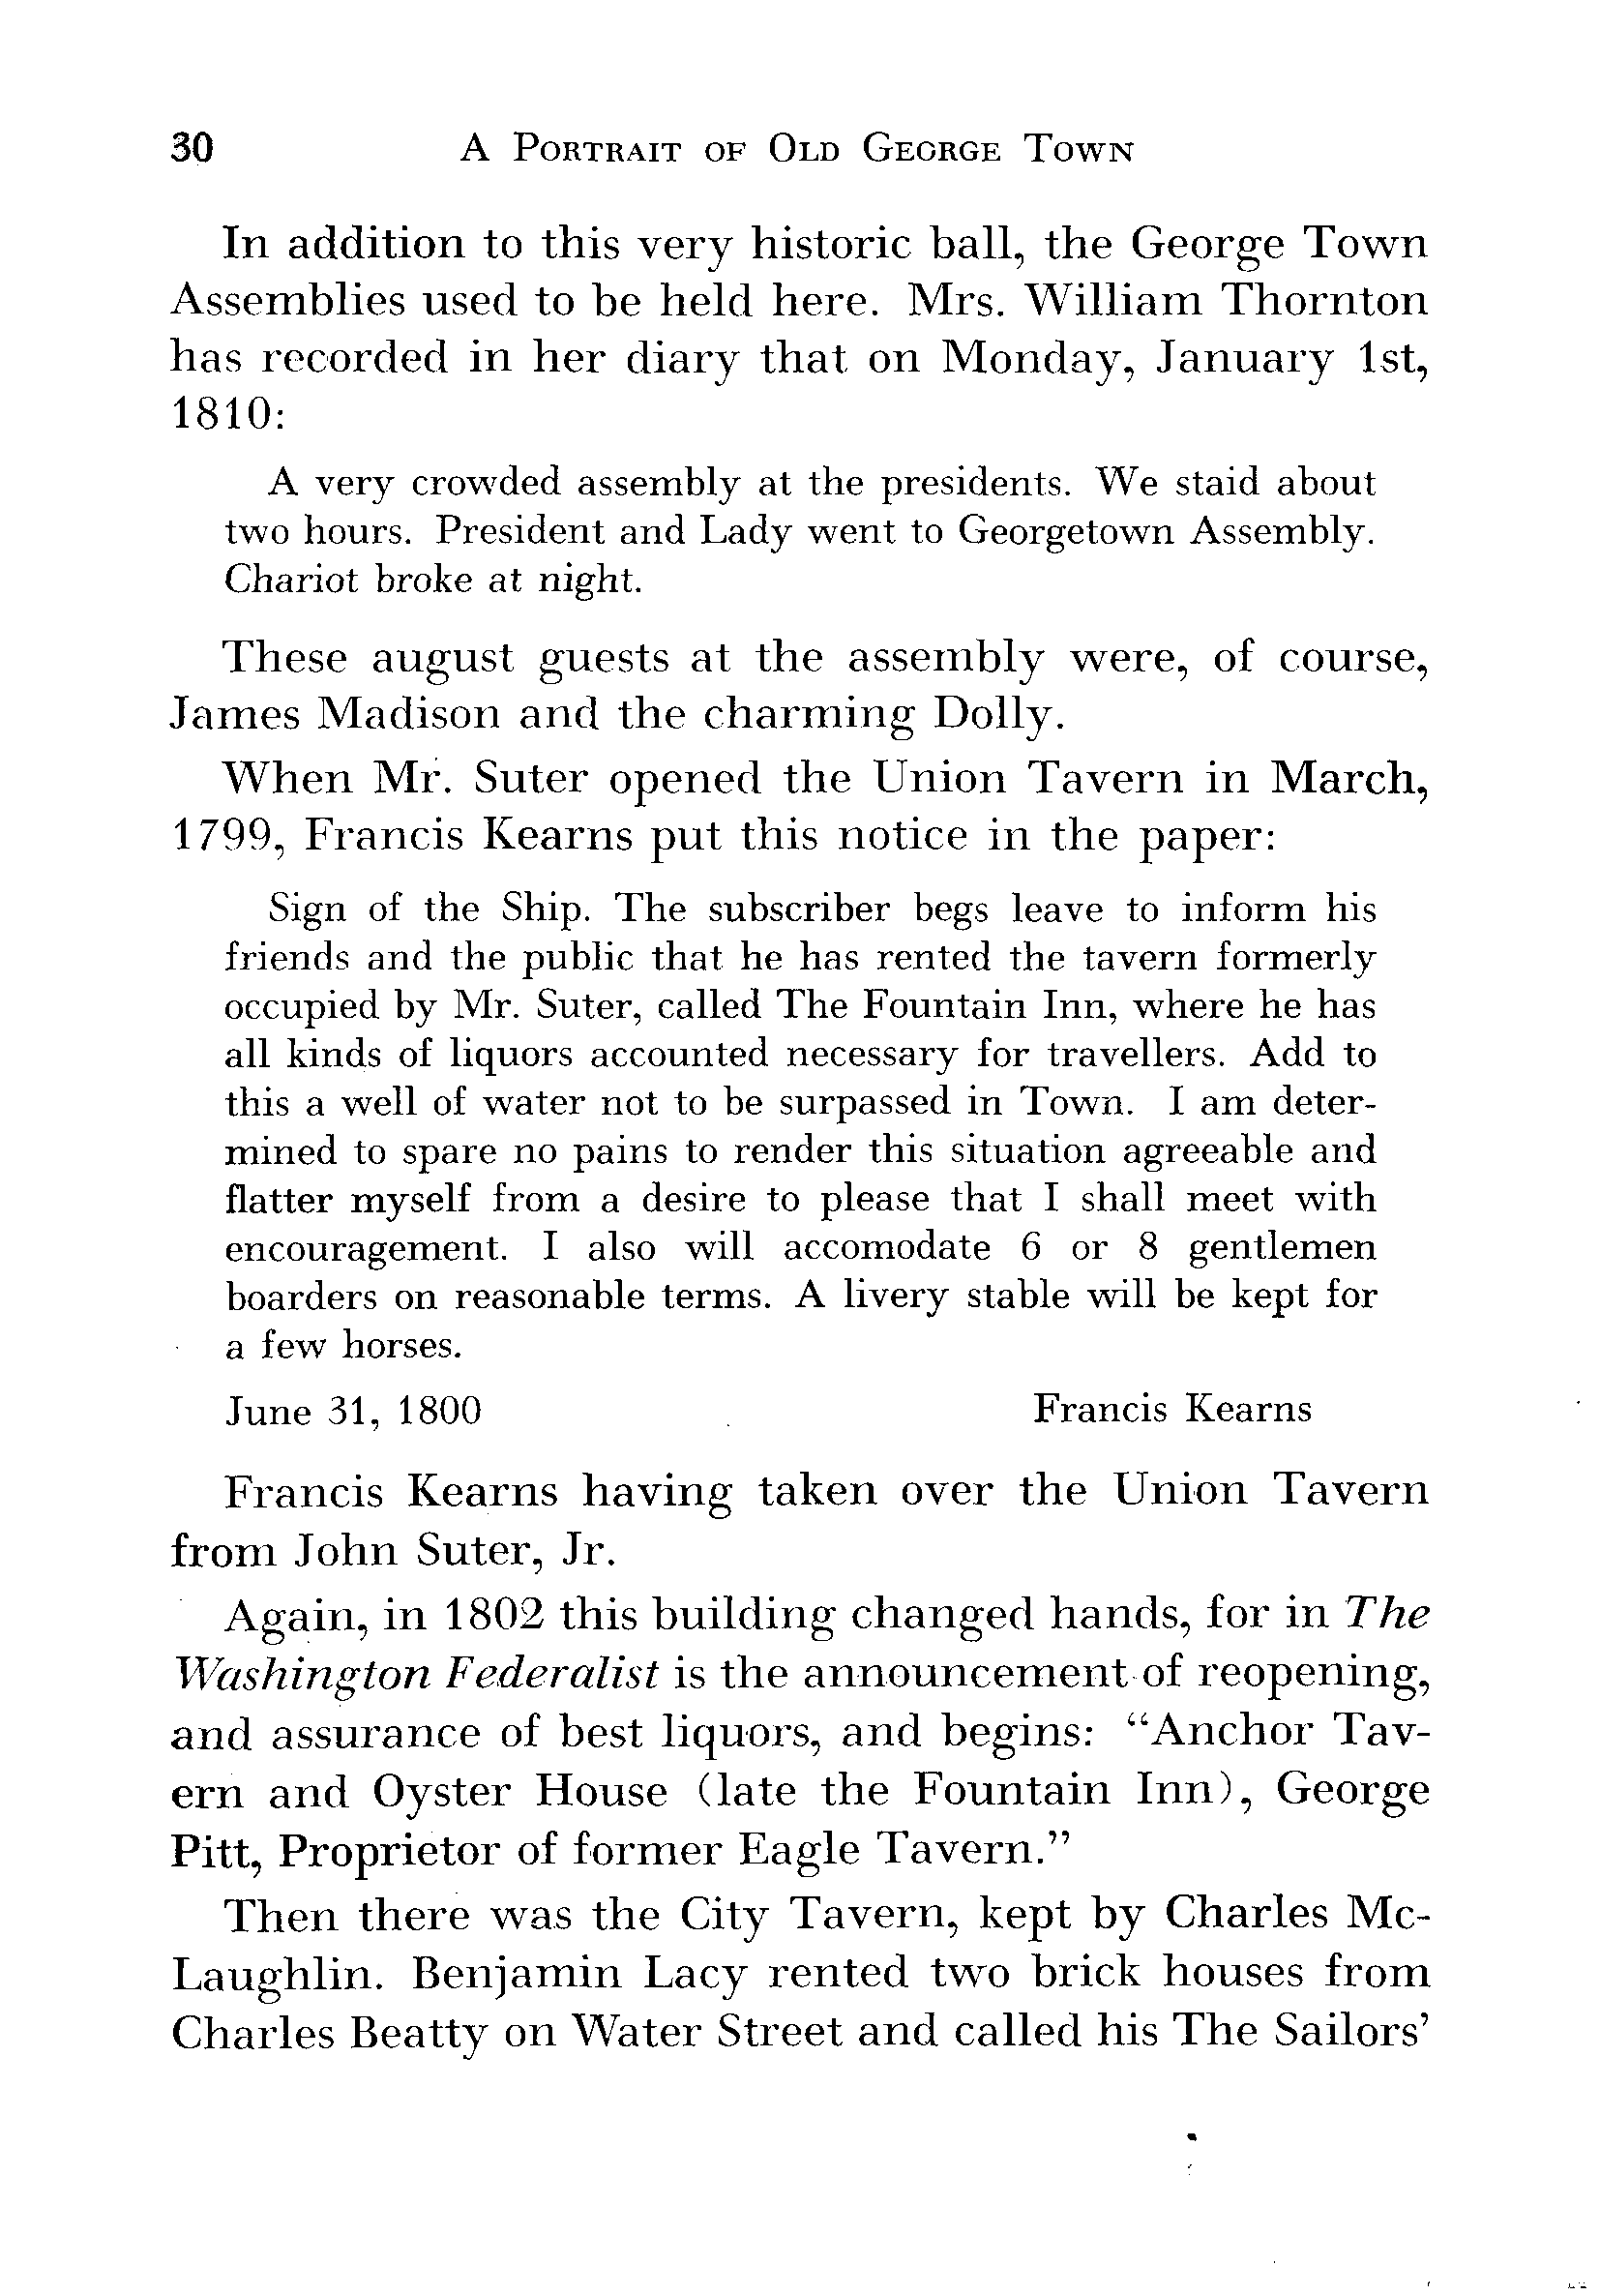 30 A Portrait of Old George Town
In addition to this very historic ball, the George Town
Assemblies used to be held here. Mrs. William Thornton
has recorded in her diary that on Monday, January 1st,
1810:
A very crowded assembly at the presidents. We staid about
two hours. President and Lady went to Georgetown Assembly.
Chariot broke at night.
These august guests at the assembly were, of course,
James Madison and the charming Dolly.
When Mr. Suter opened the Union Tavern in March,
1799, Francis Kearns put this notice in the paper:
Sign of the Ship. The subscriber begs leave to inform his
friends and the public that he has rented the tavern formerly
occupied by Mr. Suter, called The Fountain Inn, where he has
all kinds of liquors accounted necessary for travellers. Add to
this a well of water not to be surpassed in Town. I am deter-
mined to spare no pains to render this situation agreeable and
flatter myself from a desire to please that I shall meet with
encouragement. I also will accomodate 6 or 8 gentlemen
boarders on reasonable terms. A livery stable will be kept for
a few horses.
June 31, 1800 Francis Kearns
Francis Kearns having taken over the Union Tavern
from John Suter, Jr.
Again, in 1802 this building changed hands, for in The
Washington Federalist is the announcement of reopening,
and assurance of best liquors, and begins: “Anchor Tav-
ern and Oyster House (late the Fountain Inn), George
Pitt, Proprietor of former Eagle Tavern.”
Then there was the City Tavern, kept by Charles Mc-
Laughlin. Benjamin Lacy rented two brick houses from
Charles Beatty on Water Street and called his The Sailors’